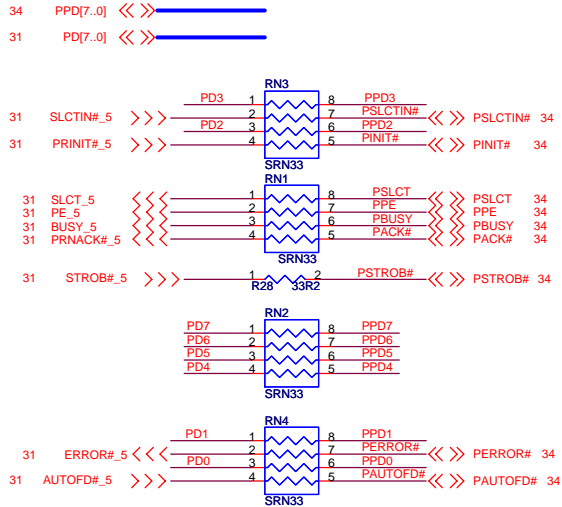 34 PPD[7..0]
31 PD[7..0]
RN3
PD3 1 8 PPD3
31 SLCTIN#_5 2 7 PSLCTIN# PSLCTIN# 34
PD2 3 6 PPD2
31 PRINIT#_5 4 5 PINIT# PINIT# 34
SRN33
RN1
31 SLCT_5 1 8 PSLCT PSLCT 34
31 PE_5 2 7 PPE PPE 34
31 BUSY_5 3 6 PBUSY PBUSY 34
31 PRNACK#_5 4 5 PACK# PACK# 34
SRN33
31 STROB#_5 1 2 PSTROB# PSTROB# 34
R28 33R2
RN2
PD7 1 8 PPD7
PD6 2 7 PPD6
PD5 3 6 PPD5
PD4 4 5 PPD4
SRN33
RN4
PD1 1 8 PPD1
31 ERROR#_5 2 7 PERROR# PERROR# 34
PD0 3 6 PPD0
31 AUTOFD#_5 4 5 PAUTOFD# PAUTOFD# 34
SRN33